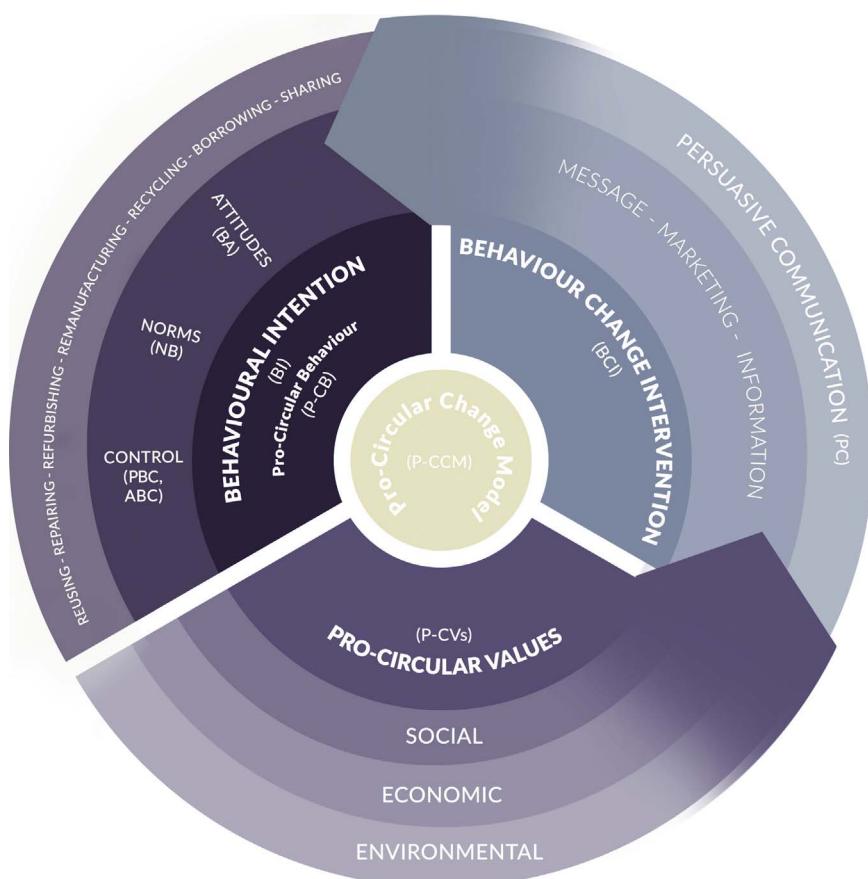 Pro-Circular Change Model
(P-CCM)
BEHAVIOUR CHANGE INTERVENTION
(BCI)
MESSAGE - MARKETING - INFORMATION
PERSUASIVE COMMUNICATION (PC)
(P-CVs)
PRO-CIRCULAR VALUES
SOCIAL
ECONOMIC
ENVIRONMENTAL
BEHAVIOURAL INTENTION
(BI)
Pro-Circular Behaviour
(P-CB)
ATTITUDES
(BA)
NORMS
(NB)
CONTROL
(PBC,
ABC)
REUSING - REPAIRING - REFURBISHING - REMANUFACTURING - RECYCLING - BORROWING - SHARING